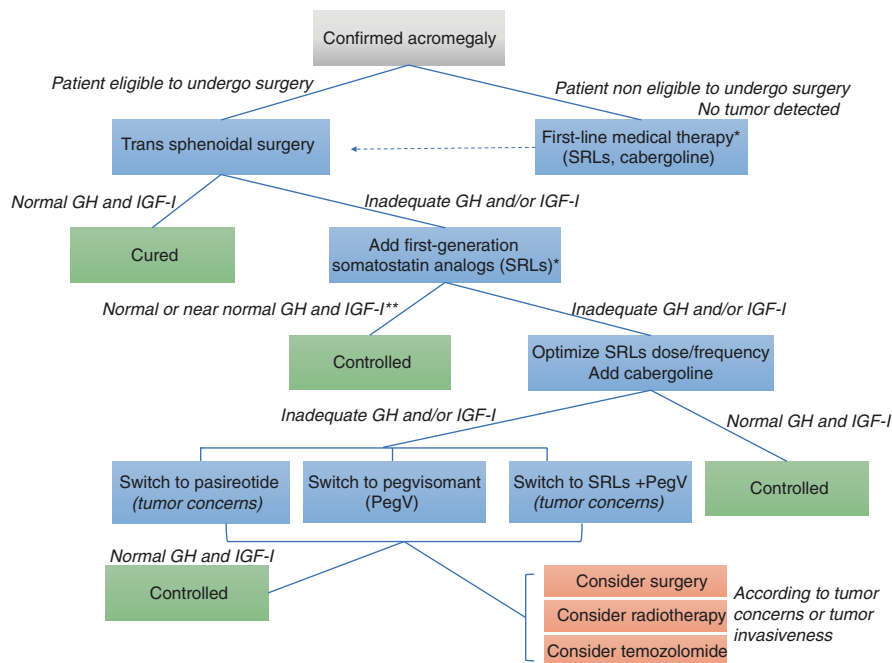 Confirmed acromegaly
Patient eligible to undergo surgery
Patient non eligible to undergo surgery
No tumor detected
Trans sphenoidal surgery
First-line medical therapy*
(SRLs, cabergoline)
Normal GH and IGF-I
Inadequate GH and/or IGF-I
Cured
Add first-generation
somatostatin analogs (SRLs)*
Normal or near normal GH and IGF-I**
Inadequate GH and/or IGF-I
Controlled
Optimize SRLs dose/frequency
Add cabergoline
Inadequate GH and/or IGF-I
Normal GH and IGF-I
Switch to pasireotide
(tumor concerns)
Switch to pegvisomant
(PegV)
Switch to SRLs +PegV
(tumor concerns)
Controlled
Normal GH and IGF-I
Controlled
Consider surgery
Consider radiotherapy
Consider temozolomide
According to tumor
concerns or tumor
invasiveness